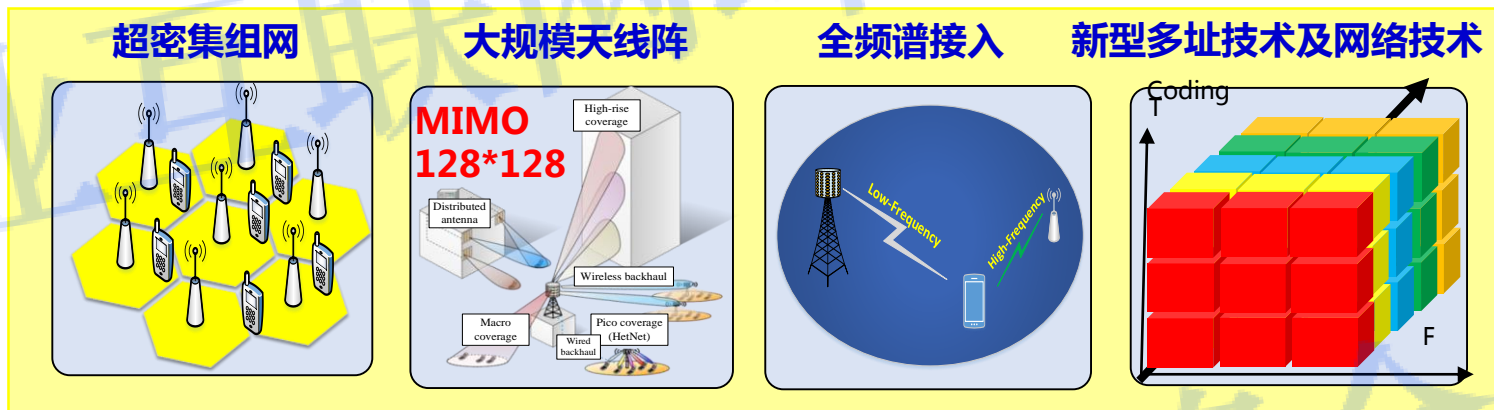 超密集组网
大规模天线阵
全频谱接入
新型多址技术及网络技术
MIMO
128*128
High-rise
coverage
Distributed
antenna
Wireless backhaul
Macro
coverage
Wired
backhaul
Pico coverage
(HetNet)
Low-Frequency
High-Frequency
Coding
T
F